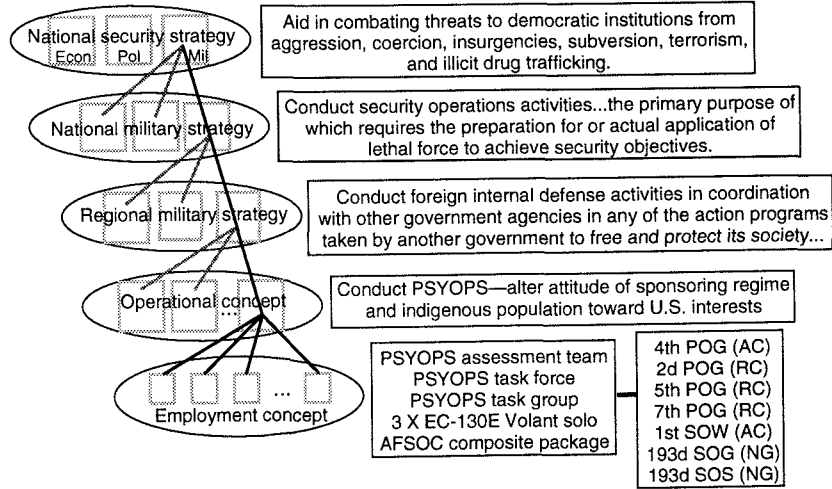 National security strategy
Econ Pol Mil
Aid in combating threats to democratic institutions from
aggression, coercion, insurgencies, subversion, terrorism,
and illicit drug trafficking.
National military strategy
Conduct security operations activities...the primary purpose of
which requires the preparation for or actual application of
lethal force to achieve security objectives.
Regional military strategy
Conduct foreign internal defense activities in coordination
with other government agencies in any of the action programs
taken by another government to free and protect its society...
Operational concept
...
Conduct PSYOPS—alter attitude of sponsoring regime
and indigenous population toward U.S. interests
...
Employment concept
PSYOPS assessment team
PSYOPS task force
PSYOPS task group
3 X EC-130E Volant solo
AFSOC composite package
4th POG (AC)
2d POG (RC)
5th POG (RC)
7th POG (RC)
1st SOW (AC)
193d SOG (NG)
193d SOS (NG)